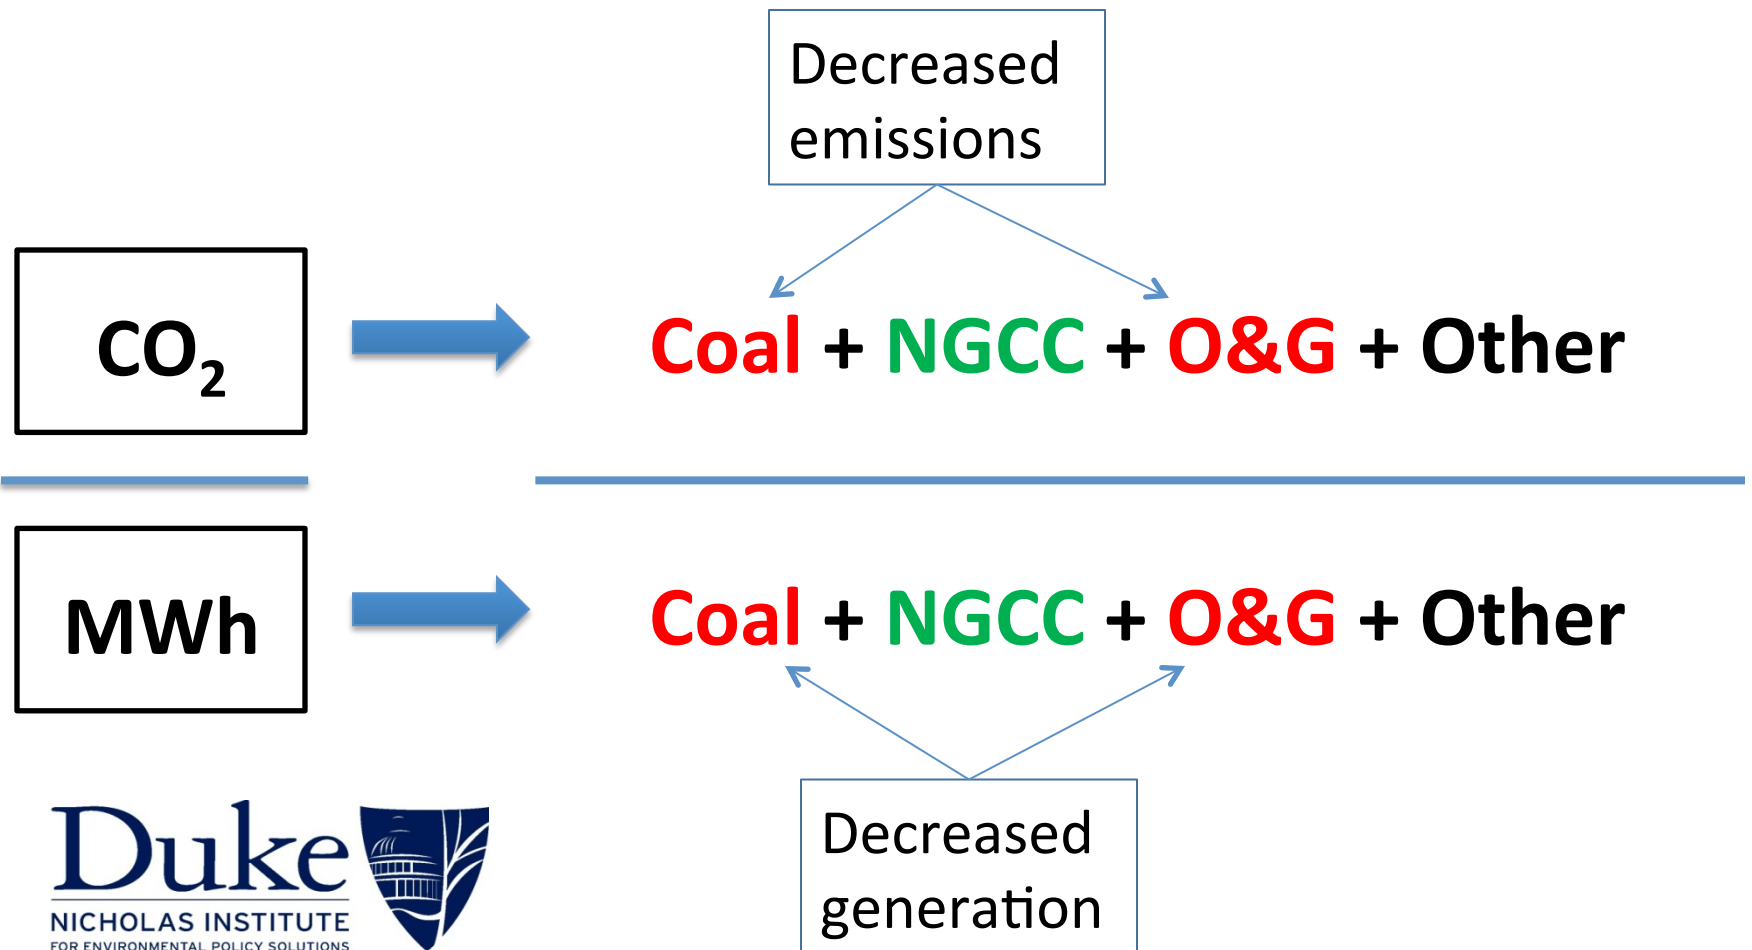 Decreased
emissions
CO₂
Coal + NGCC + O&G + Other
MWh
Coal + NGCC + O&G + Other
Decreased
generation
Duke
NICHOLAS INSTITUTE
FOR ENVIRONMENTAL POLICY SOLUTIONS